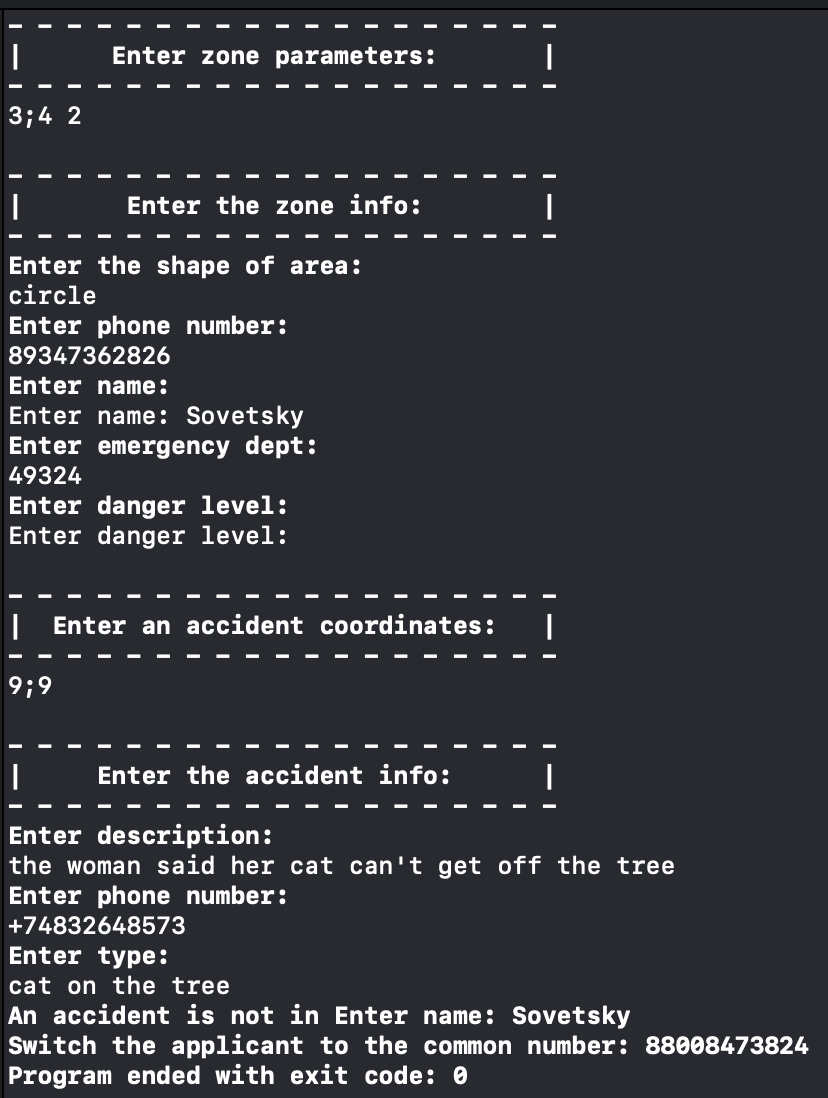 - - - - - - - - - - - - - - - - - - -
|      Enter zone parameters:       |
- - - - - - - - - - - - - - - - - - -
3;4 2
- - - - - - - - - - - - - - - - - - -
|       Enter the zone info:        |
- - - - - - - - - - - - - - - - - - -
Enter the shape of area:
circle
Enter phone number:
89347362826
Enter name:
Enter name: Sovetsky
Enter emergency dept:
49324
Enter danger level:
Enter danger level:
- - - - - - - - - - - - - - - - - - -
|  Enter an accident coordinates:   |
- - - - - - - - - - - - - - - - - - -
9;9
- - - - - - - - - - - - - - - - - - -
|     Enter the accident info:      |
- - - - - - - - - - - - - - - - - - -
Enter description:
the woman said her cat can't get off the tree
Enter phone number:
+74832648573
Enter type:
cat on the tree
An accident is not in Enter name: Sovetsky
Switch the applicant to the common number: 88008473824
Program ended with exit code: 0